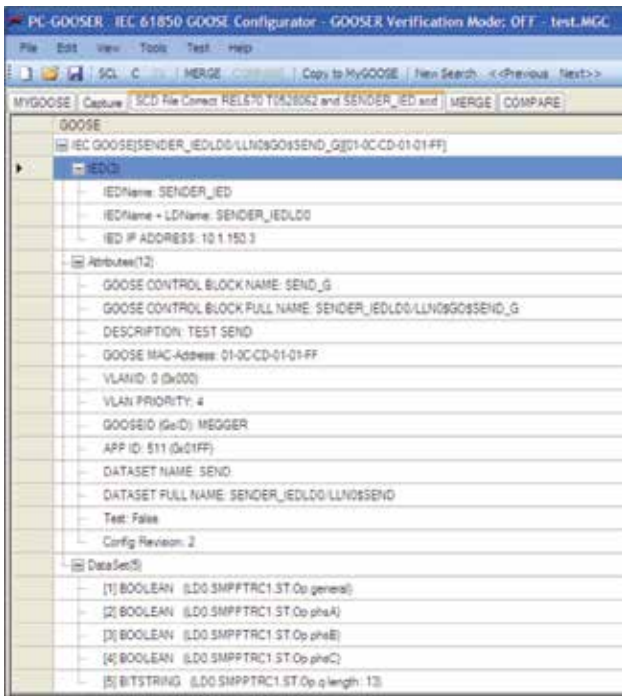 PC-GOOSER IEC 61850 GOOSE Configurator - GOOSER Verification Mode: OFF - test.MGC
File Edit View Tools Test Help
SCL C MERGE Copy to MyGOOSE New Search <<Previous Next>>
MYGOOSE Capture SCD File Correct REL670 T0528062 and SENDER_IED and MERGE COMPARE
GOOSE
IEC GOOSE[SENDER_IEDLD0/LLN0$GO$SEND_G][01-0C-CD-01-01-FF]
IED(3)
IEDName: SENDER_IED
IEDName + LDName: SENDER_IEDLD0
IED IP ADDRESS: 10.1.150.3
Attributes(12)
GOOSE CONTROL BLOCK NAME: SEND_G
GOOSE CONTROL BLOCK FULL NAME: SENDER_IEDLD0/LLN0$GO$SEND_G
DESCRIPTION: TEST SEND
GOOSE MAC-Address: 01-0C-CD-01-01-FF
VLANID: 0 (0x000)
VLAN PRIORITY: 4
GOOSEID (GoID): MEGGER
APP ID: 511 (0x01FF)
DATASET NAME: SEND
DATASET FULL NAME: SENDER_IEDLD0/LLN0$SEND
Test: False
Config Revision: 2
DataSet(5)
[1] BOOLEAN (LD0.SMPPTRC1.ST.Op.general)
[2] BOOLEAN (LD0.SMPPTRC1.ST.Op.phsA)
[3] BOOLEAN (LD0.SMPPTRC1.ST.Op.phsB)
[4] BOOLEAN (LD0.SMPPTRC1.ST.Op.phsC)
[5] BITSTRING (LD0.SMPPTRC1.ST.Op.q length: 13)